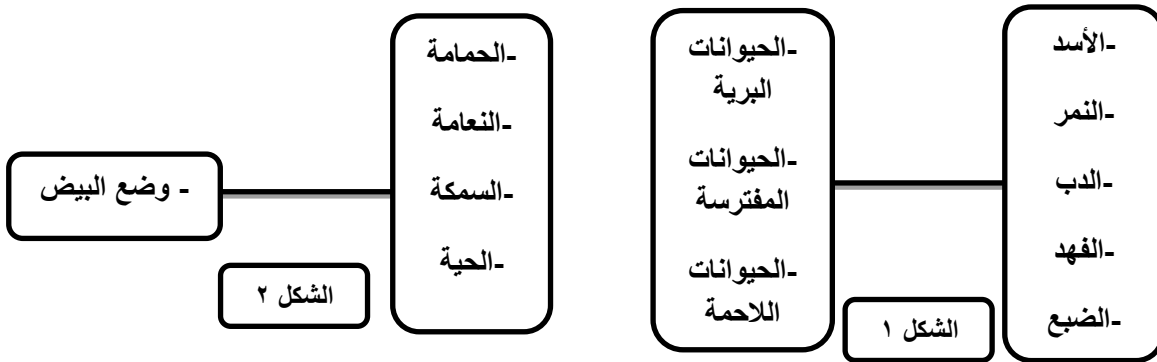 -الأسد
-النمر
-الدب
-الفهد
-الضبع
-الحيوانات
البرية
-الحيوانات
المفترسة
-الحيوانات
اللاحمة
الشكل ١
-الحمامة
-النعامة
-السمكة
-الحية
- وضع البيض
الشكل ٢